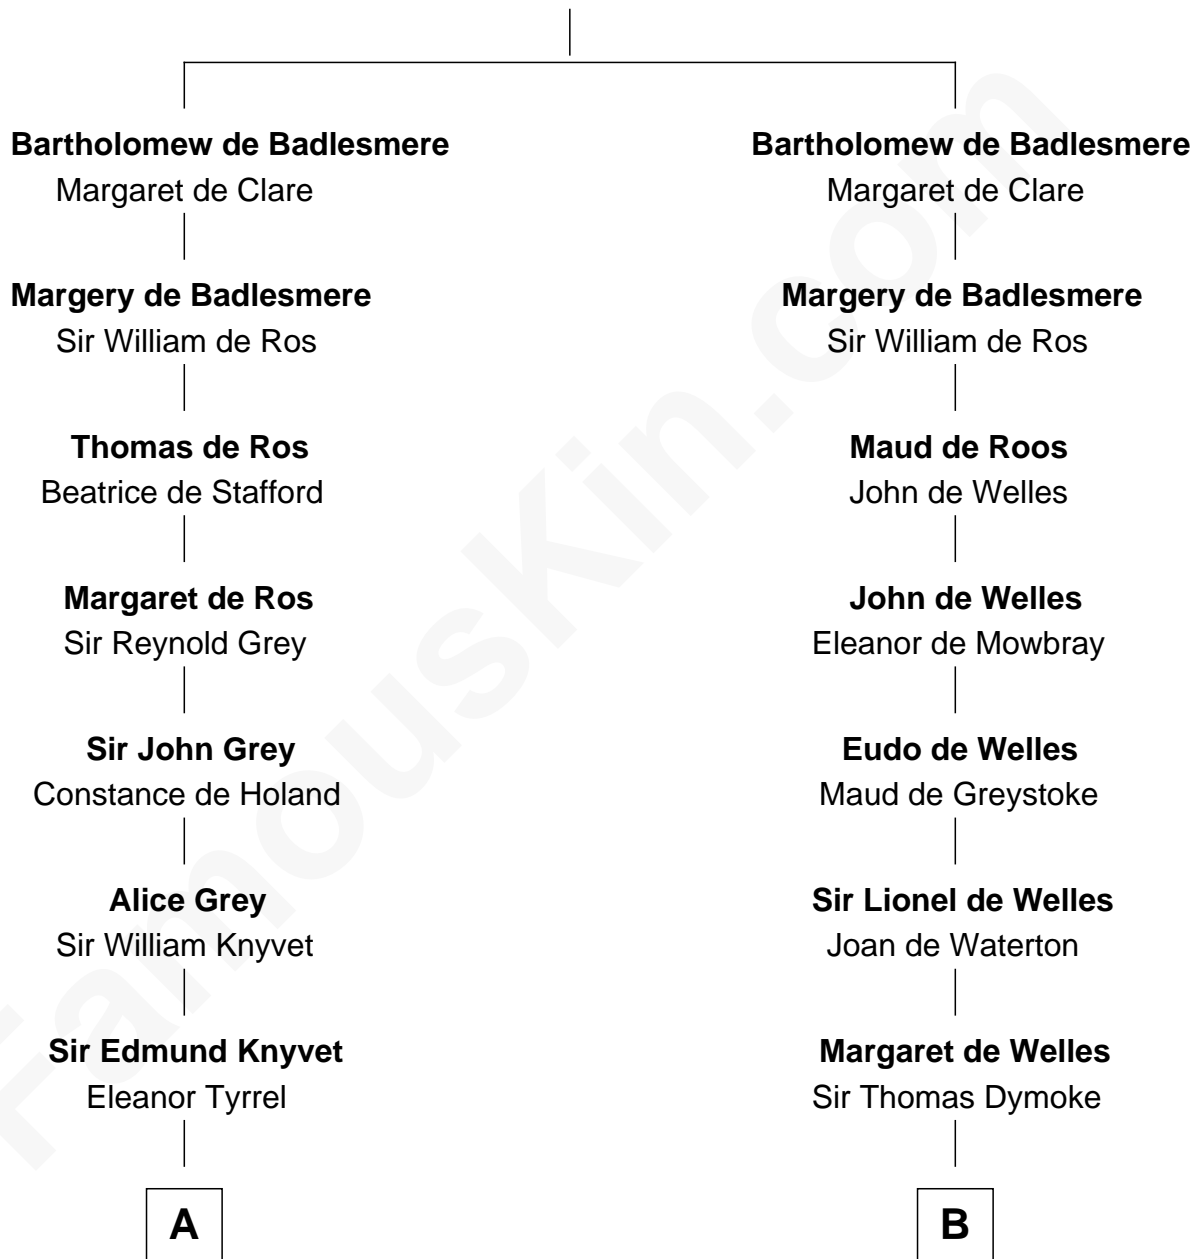 Bartholomew de Badlesmere
Margaret de Clare
Margery de Badlesmere
Sir William de Ros
Thomas de Ros
Beatrice de Stafford
Margaret de Ros
Sir Reynold Grey
Sir John Grey
Constance de Holand
Alice Grey
Sir William Knyvet
Sir Edmund Knyvet
Eleanor Tyrrel
A
Bartholomew de Badlesmere
Margaret de Clare
Margery de Badlesmere
Sir William de Ros
Maud de Roos
John de Welles
John de Welles
Eleanor de Mowbray
Eudo de Welles
Maud de Greystoke
Sir Lionel de Welles
Joan de Waterton
Margaret de Welles
Sir Thomas Dymoke
B
FamousKin.com